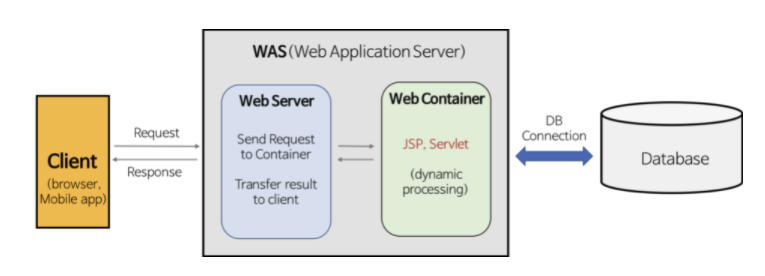 WAS (Web Application Server)
Client
(browser,
Mobile app)
Request
Response
Web Server
Send Request
to Container
Transfer result
to client
Web Container
JSP, Servlet
(dynamic
processing)
DB
Connection
Database